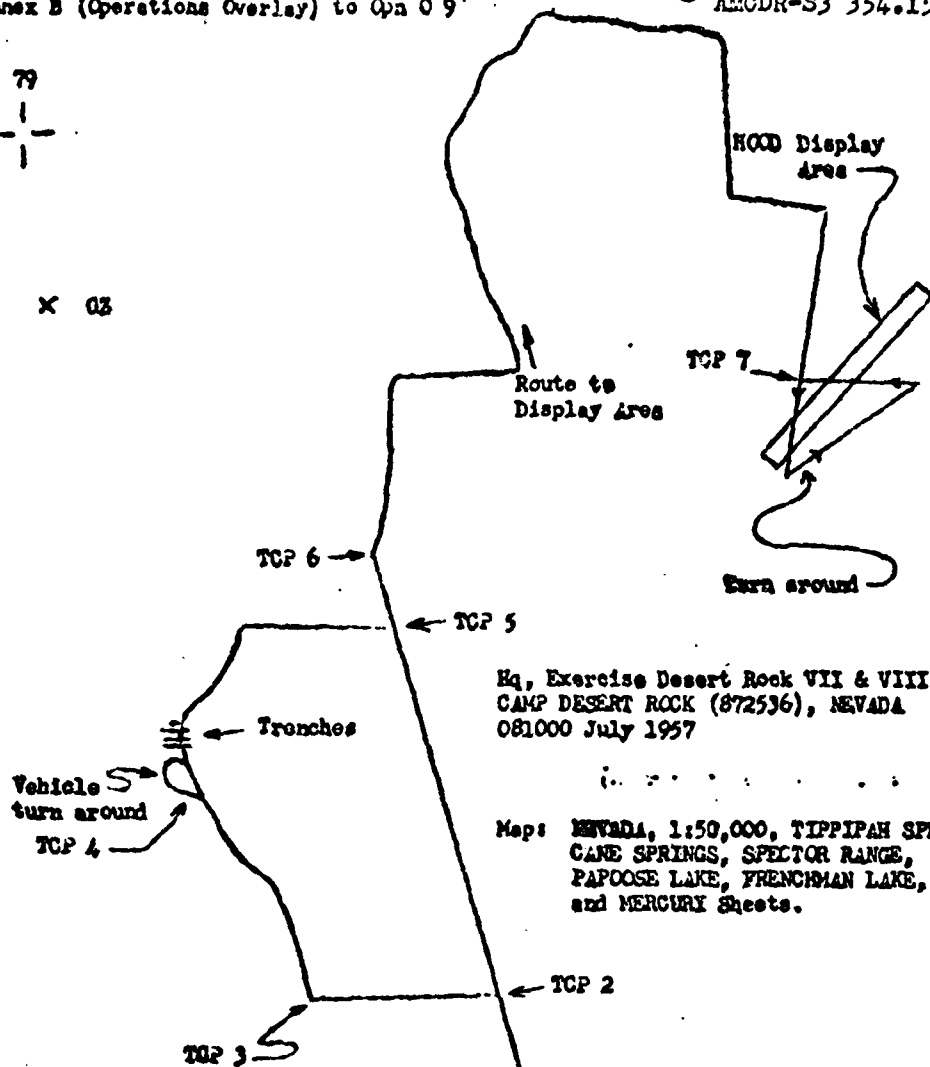 nex B (Operations Overlay) to Opn O 9
AMCDR-S3 354.15
79
HOOD Display
Area
X 03
TCP 7
Route to
Display Area
TCP 6
Turn around
TCP 5
Hq, Exercise Desert Rock VII & VIII
CAMP DESERT ROCK (872536), NEVADA
081000 July 1957
Trenches
Vehicle
turn around
TCP 4
Map: NEVADA, 1:50,000, TIPPIPAH SPR
CANE SPRINGS, SPECTOR RANGE,
PAPOOSE LAKE, FRENCHMAN LAKE,
and MERCURY Sheets.
TCP 2
TCP 3